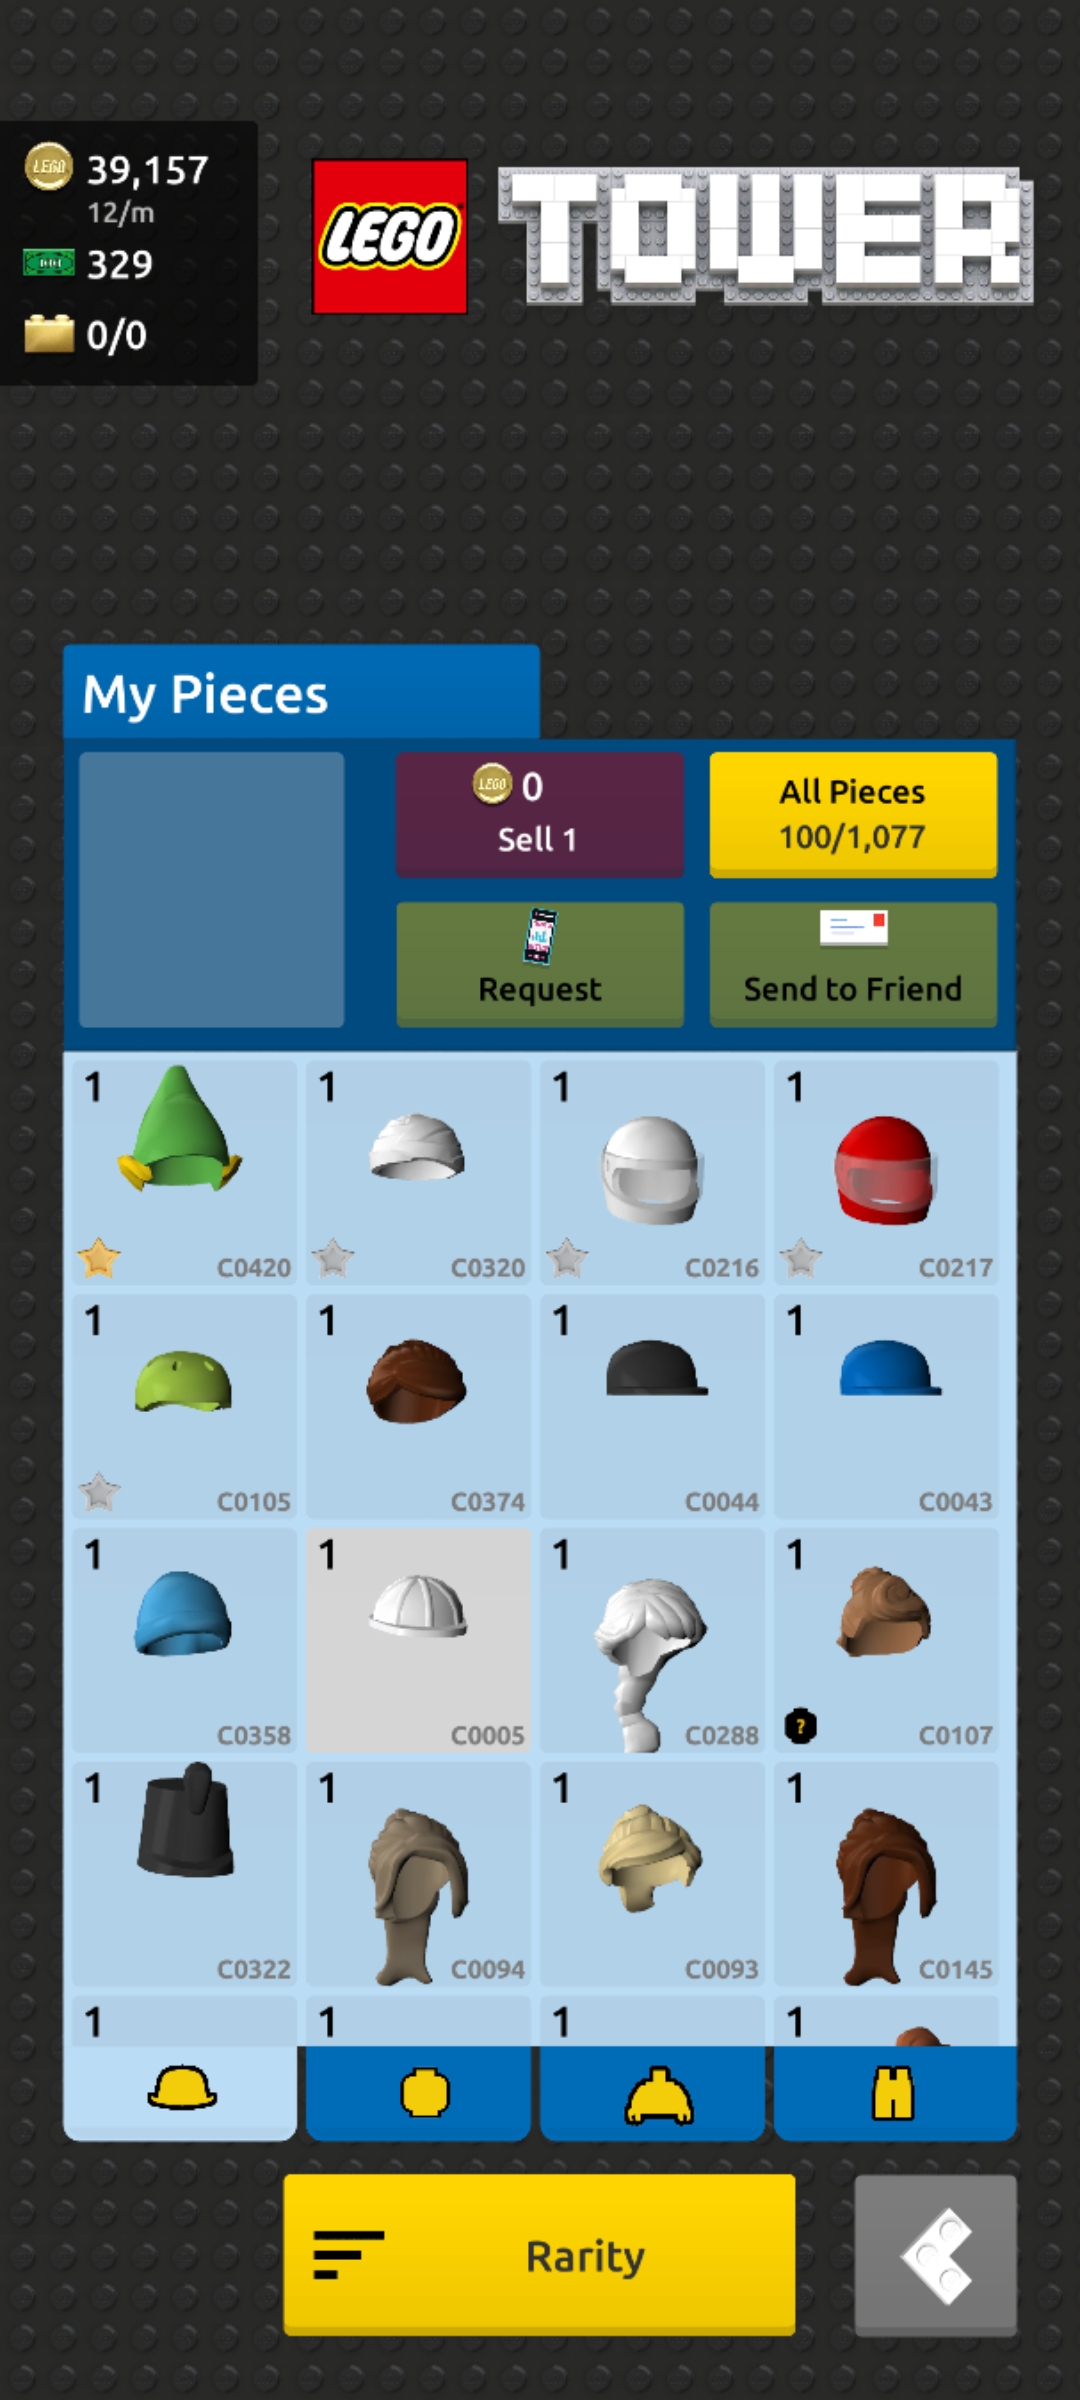 LEGO
39,157
12/m
329
0/0
LEGO
TOWER
My Pieces
LEGO
0
Sell 1
All Pieces
100/1,077
Request
Send to Friend
1
C0420
1
C0320
1
C0216
1
C0217
1
C0105
1
C0374
1
C0044
1
C0043
1
C0358
1
C0005
1
C0288
1
?
C0107
1
C0322
1
C0094
1
C0093
1
C0145
1
1
1
1
Rarity